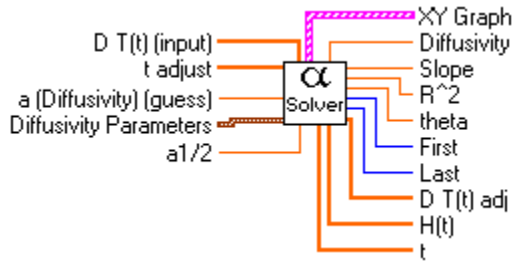 D T(t) (input)
t adjust
a (Diffusivity) (guess)
Diffusivity Parameters
a1/2
α
Solver
XY Graph
Diffusivity
Slope
R^2
theta
First
Last
D T(t) adj
H(t)
t